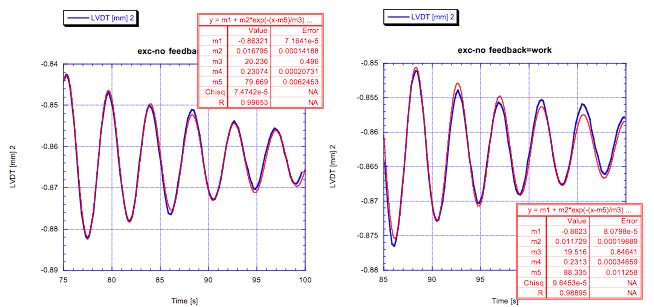 LVDT [mm] 2
exc-no feedback
y = m1 + m2*exp(-(x-m5)/m3) ...
Value Error
m1 -0.86321 7.1641e-5
m2 0.016795 0.00014188
m3 20.236 0.496
m4 0.23074 0.00020731
m5 79.669 0.0062453
Chisq 7.4742e-5 NA
R 0.99653 NA
LVDT [mm] 2
-0.84
-0.85
-0.86
-0.87
-0.88
-0.89
75 80 85 90 95 100
Time [s]
LVDT [mm] 2
exc-no feedback=work
LVDT [mm] 2
-0.85
-0.855
-0.86
-0.865
-0.87
-0.875
-0.88
85 90 95
Time [s]
y = m1 + m2*exp(-(x-m5)/m3) ...
Value Error
m1 -0.8623 8.0798e-5
m2 0.011729 0.00019889
m3 19.516 0.84641
m4 0.2313 0.00034659
m5 88.335 0.011258
Chisq 9.6453e-5 NA
R 0.98895 NA